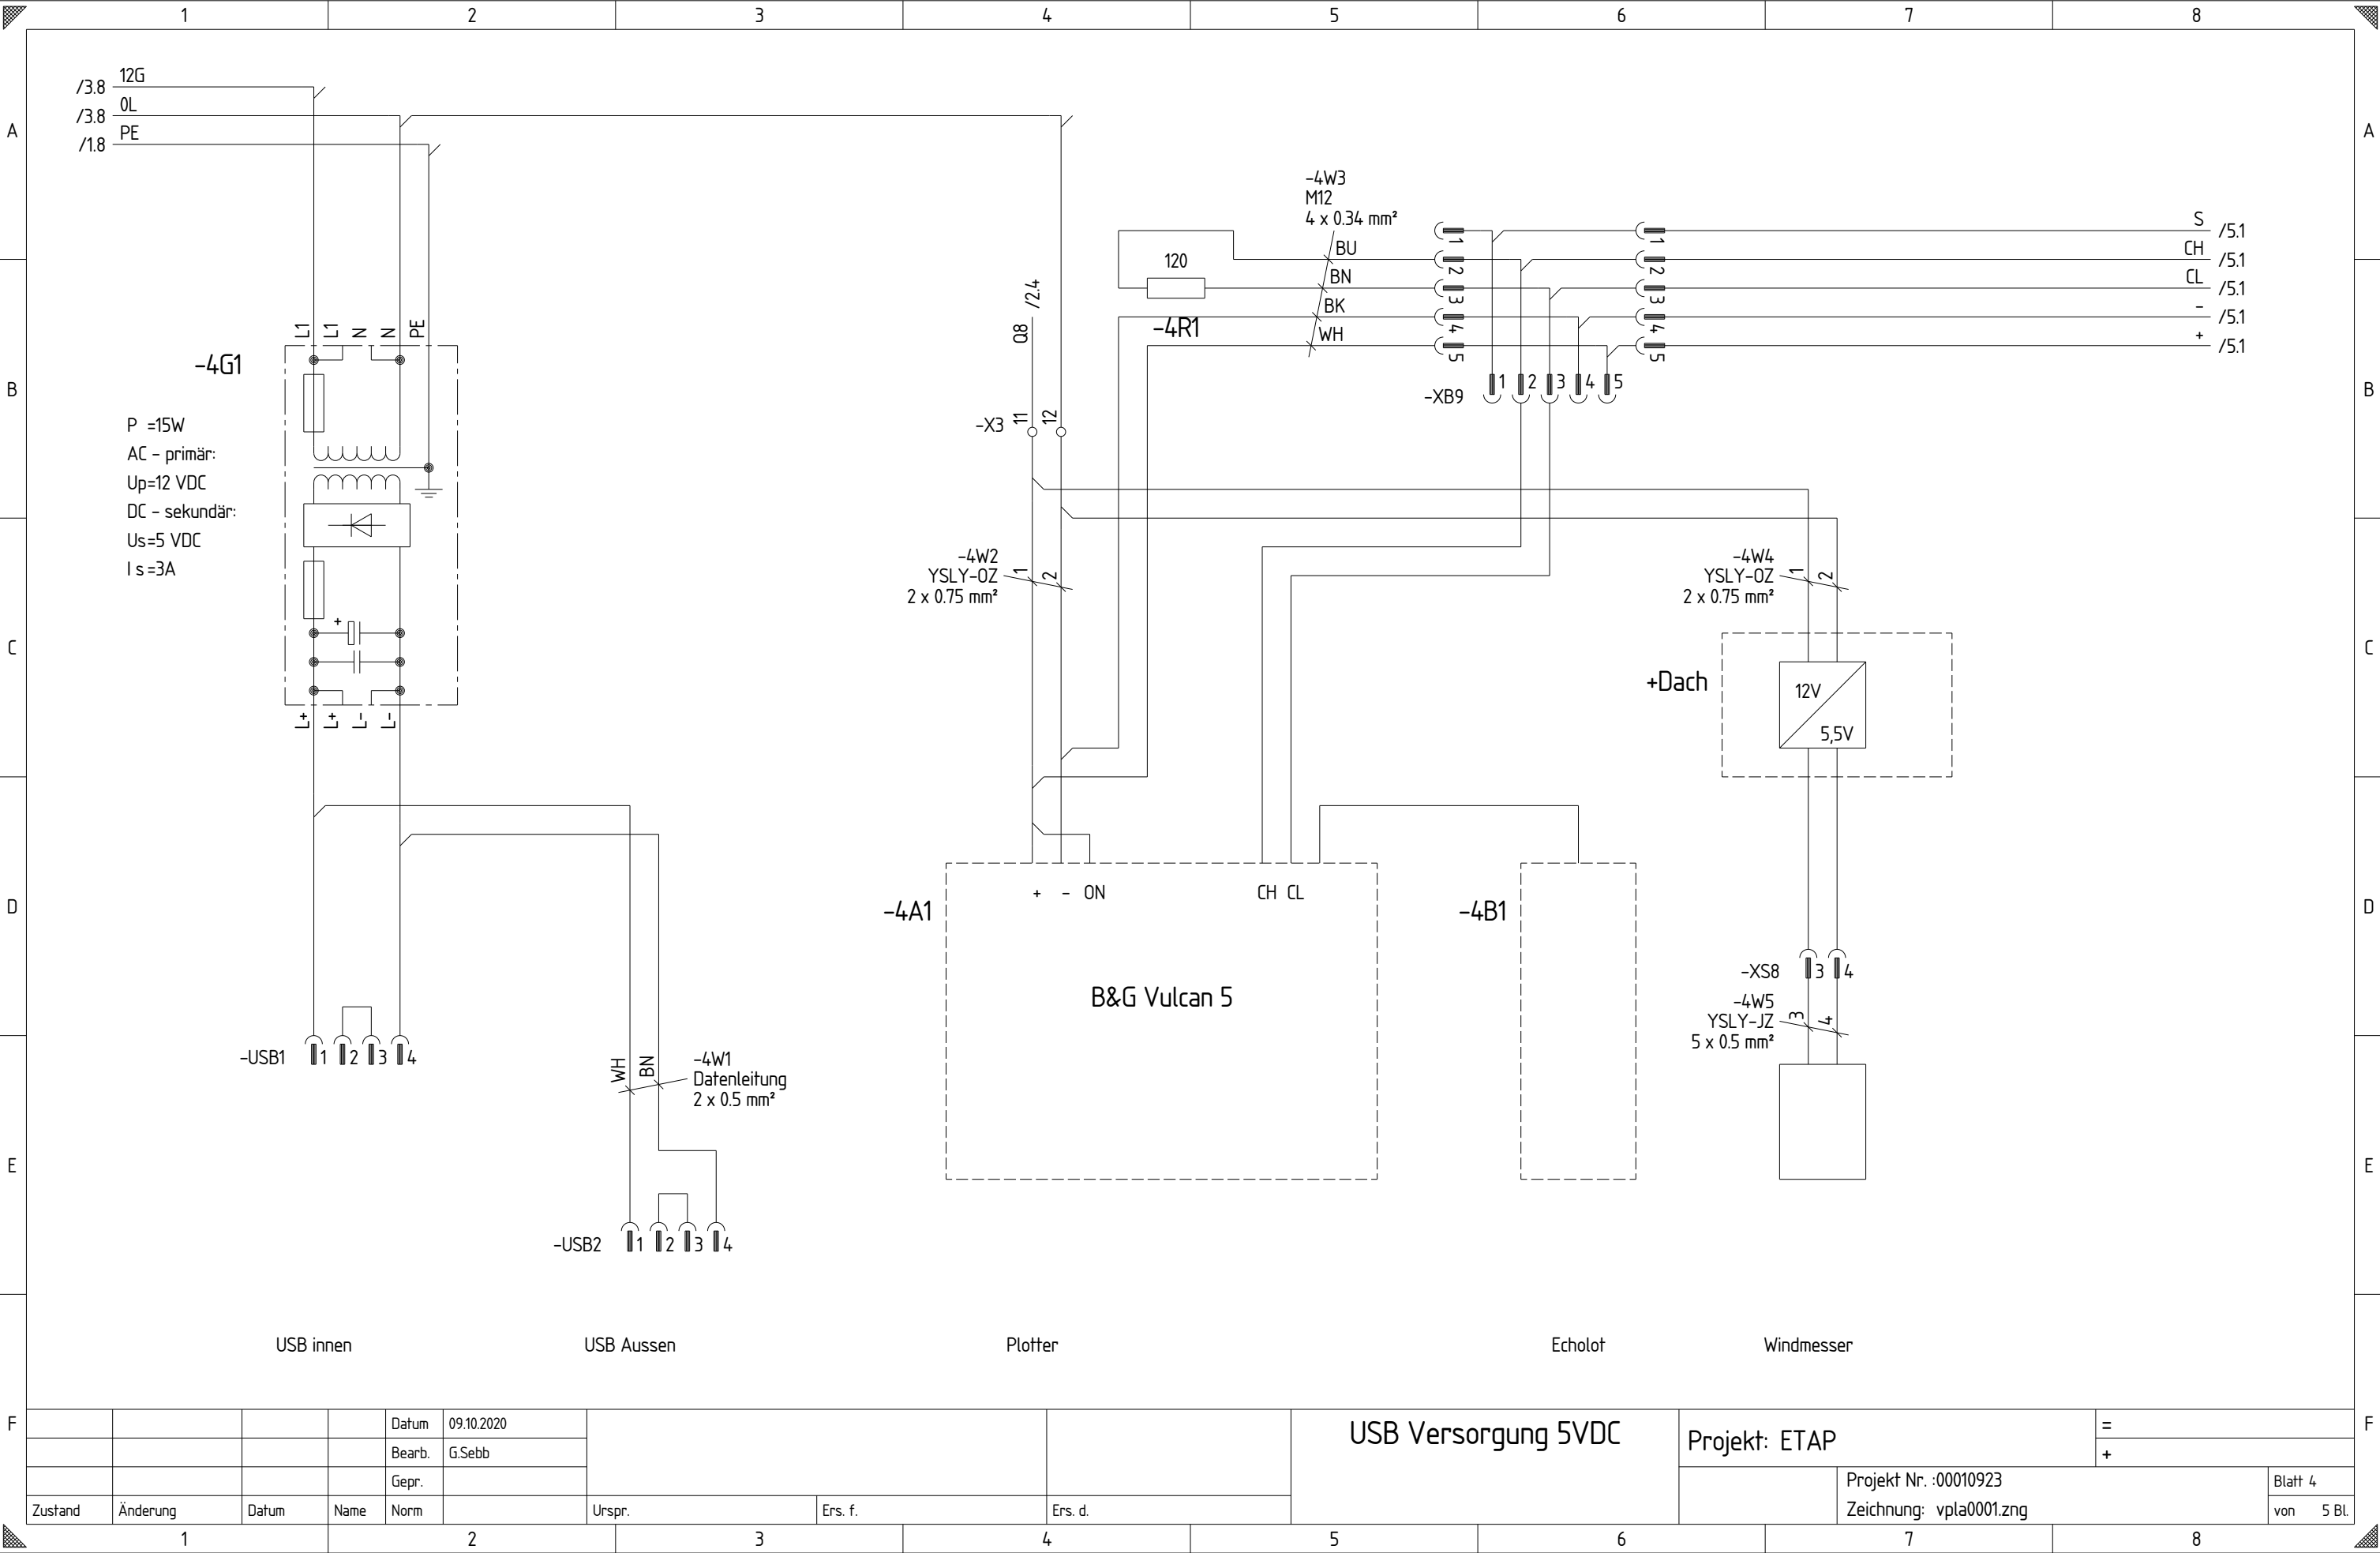 1 2 3 4 5 6 7 8
A A
B B
C C
D D
E E
F F
/3.8 12G
/3.8 0L
/1.8 PE
L1 L1 N N PE
-4G1
P =15W
AC - primär:
Up=12 VDC
DC - sekundär:
Us=5 VDC
I s =3A
+
L+ L+ L- L-
-USB1 1 2 3 4
WH BN
-4W1
Datenleitung
2 x 0.5 mm²
-USB2 1 2 3 4
Q8 /2.4
-X3 11 12
-4W2
YSLY-OZ
2 x 0.75 mm²
1 2
-4W3
M12
4 x 0.34 mm²
120
-4R1
BU
BN
BK
WH
1 2 3 4 5
1 2 3 4 5
-XB9 1 2 3 4 5
S /5.1
CH /5.1
CL /5.1
- /5.1
+ /5.1
-4W4
YSLY-OZ
2 x 0.75 mm²
1 2
+Dach
12V
5,5V
-4A1
+ - ON CH CL
B&G Vulcan 5
-4B1
-XS8 3 4
-4W5
YSLY-JZ
5 x 0.5 mm²
3 4
USB innen USB Aussen Plotter Echolot Windmesser
Datum 09.10.2020
Bearb. G.Sebb
Gepr.
Zustand Änderung Datum Name Norm Urspr. Ers. f. Ers. d.
USB Versorgung 5VDC
Projekt: ETAP
=
+
Projekt Nr. :00010923
Zeichnung: vpla0001.zng
Blatt 4
von 5 Bl.
1 2 3 4 5 6 7 8